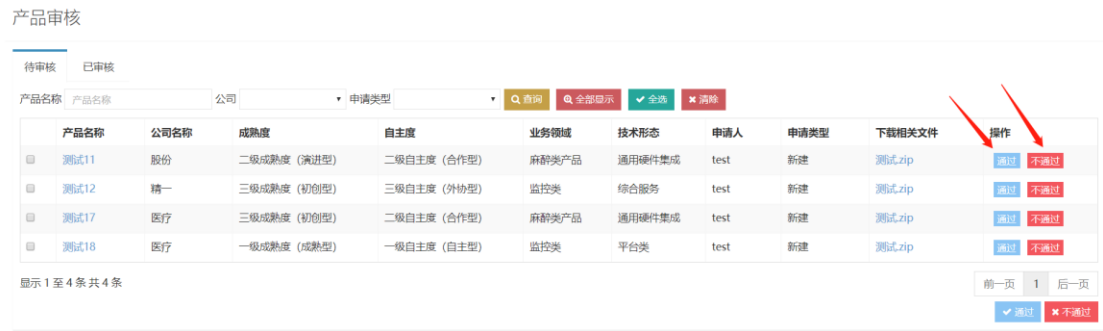 产品审核
待审核 已审核
产品名称 产品名称 公司 申请类型 查询 全部显示 全选 清除
产品名称 公司名称 成熟度 自主度 业务领域 技术形态 申请人 申请类型 下载相关文件 操作
测试11 股份 二级成熟度（演进型） 二级自主度（合作型） 麻醉类产品 通用硬件集成 test 新建 测试.zip 通过 不通过
测试12 精一 三级成熟度（初创型） 三级自主度（外协型） 监控类 综合服务 test 新建 测试.zip 通过 不通过
测试17 医疗 三级成熟度（初创型） 二级自主度（合作型） 麻醉类产品 通用硬件集成 test 新建 测试.zip 通过 不通过
测试18 医疗 一级成熟度（成熟型） 一级自主度（自主型） 监控类 平台类 test 新建 测试.zip 通过 不通过
显示 1 至 4 条 共 4 条 前一页 1 后一页
通过 不通过